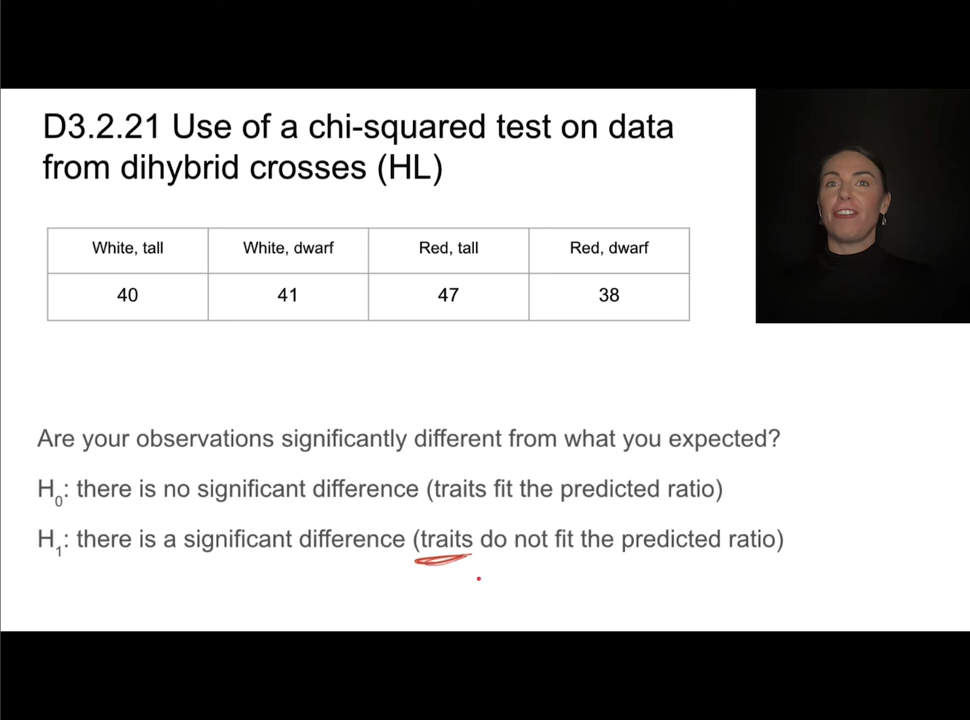 D3.2.21 Use of a chi-squared test on data
from dihybrid crosses (HL)
White, tall White, dwarf Red, tall Red, dwarf
40 41 47 38
Are your observations significantly different from what you expected?
H0: there is no significant difference (traits fit the predicted ratio)
H1: there is a significant difference (traits do not fit the predicted ratio)